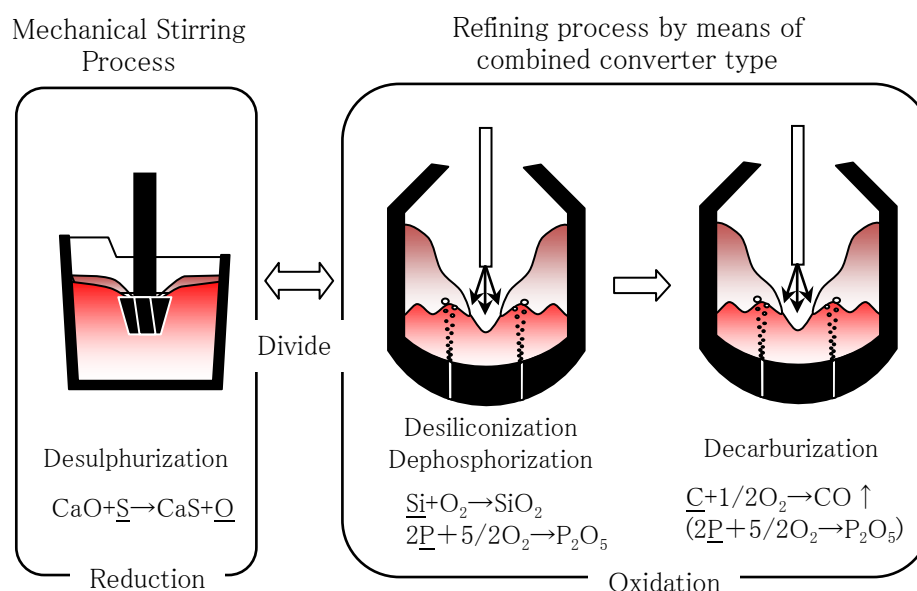 Mechanical Stirring
Process
Refining process by means of
combined converter type
Divide
Desulphurization
CaO+S→CaS+O
Reduction
Desiliconization
Dephosphorization
Si+O₂→SiO₂
2P+5/2O₂→P₂O₅
Decarburization
C+1/2O₂→CO ↑
(2P+5/2O₂→P₂O₅)
Oxidation